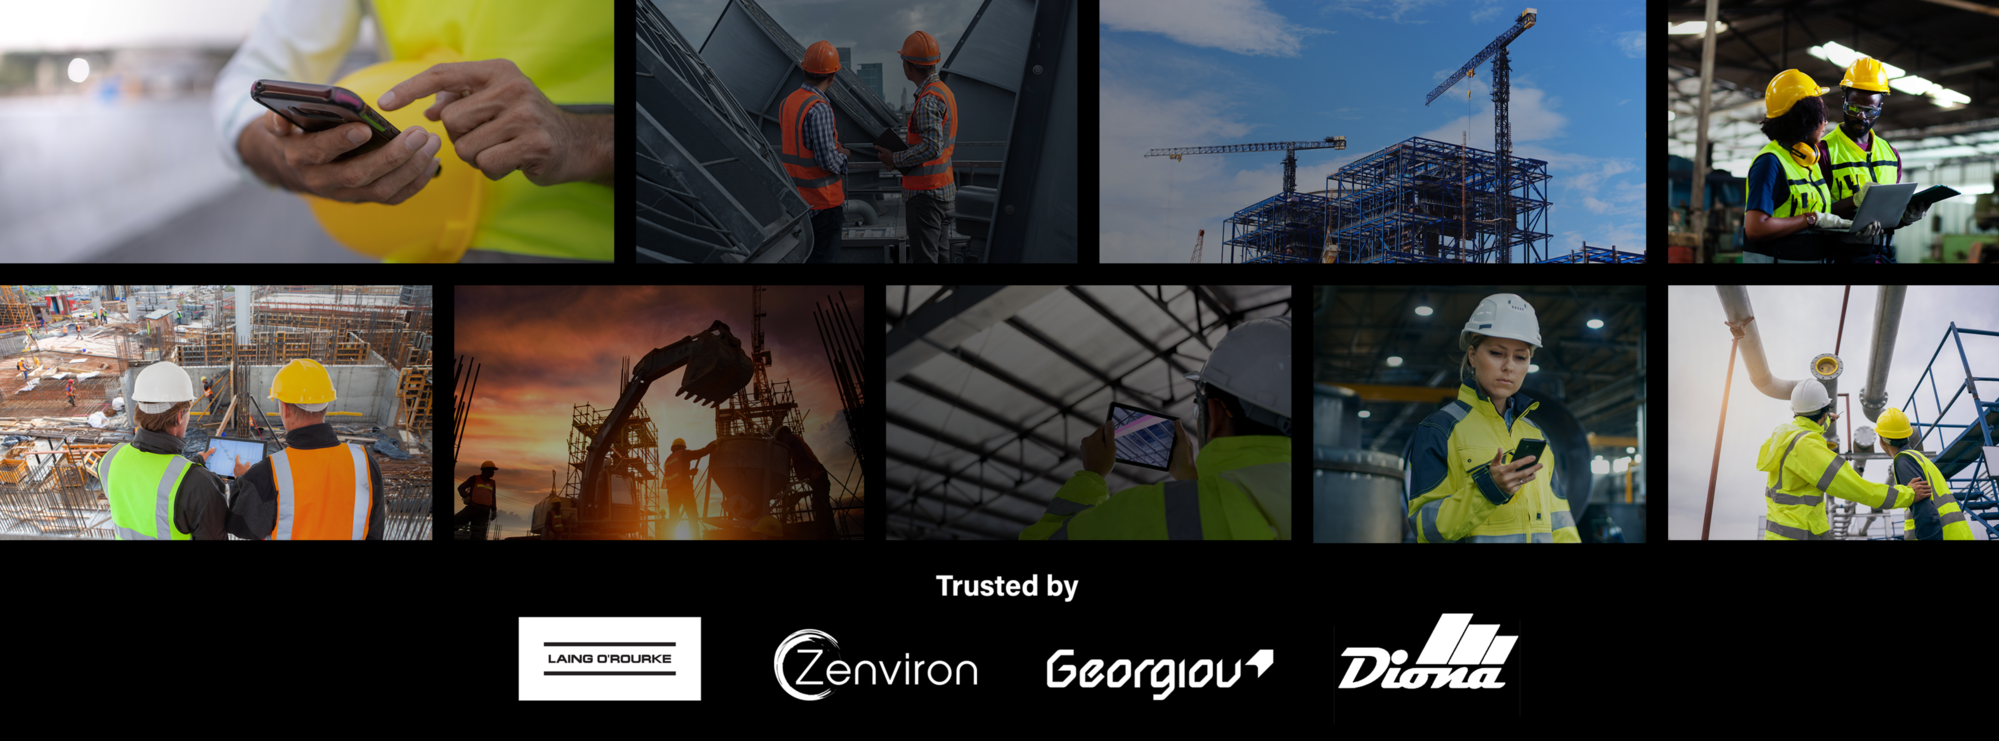 Trusted by
LAING O'ROURKE
Zenviron
Georgiou
Diona